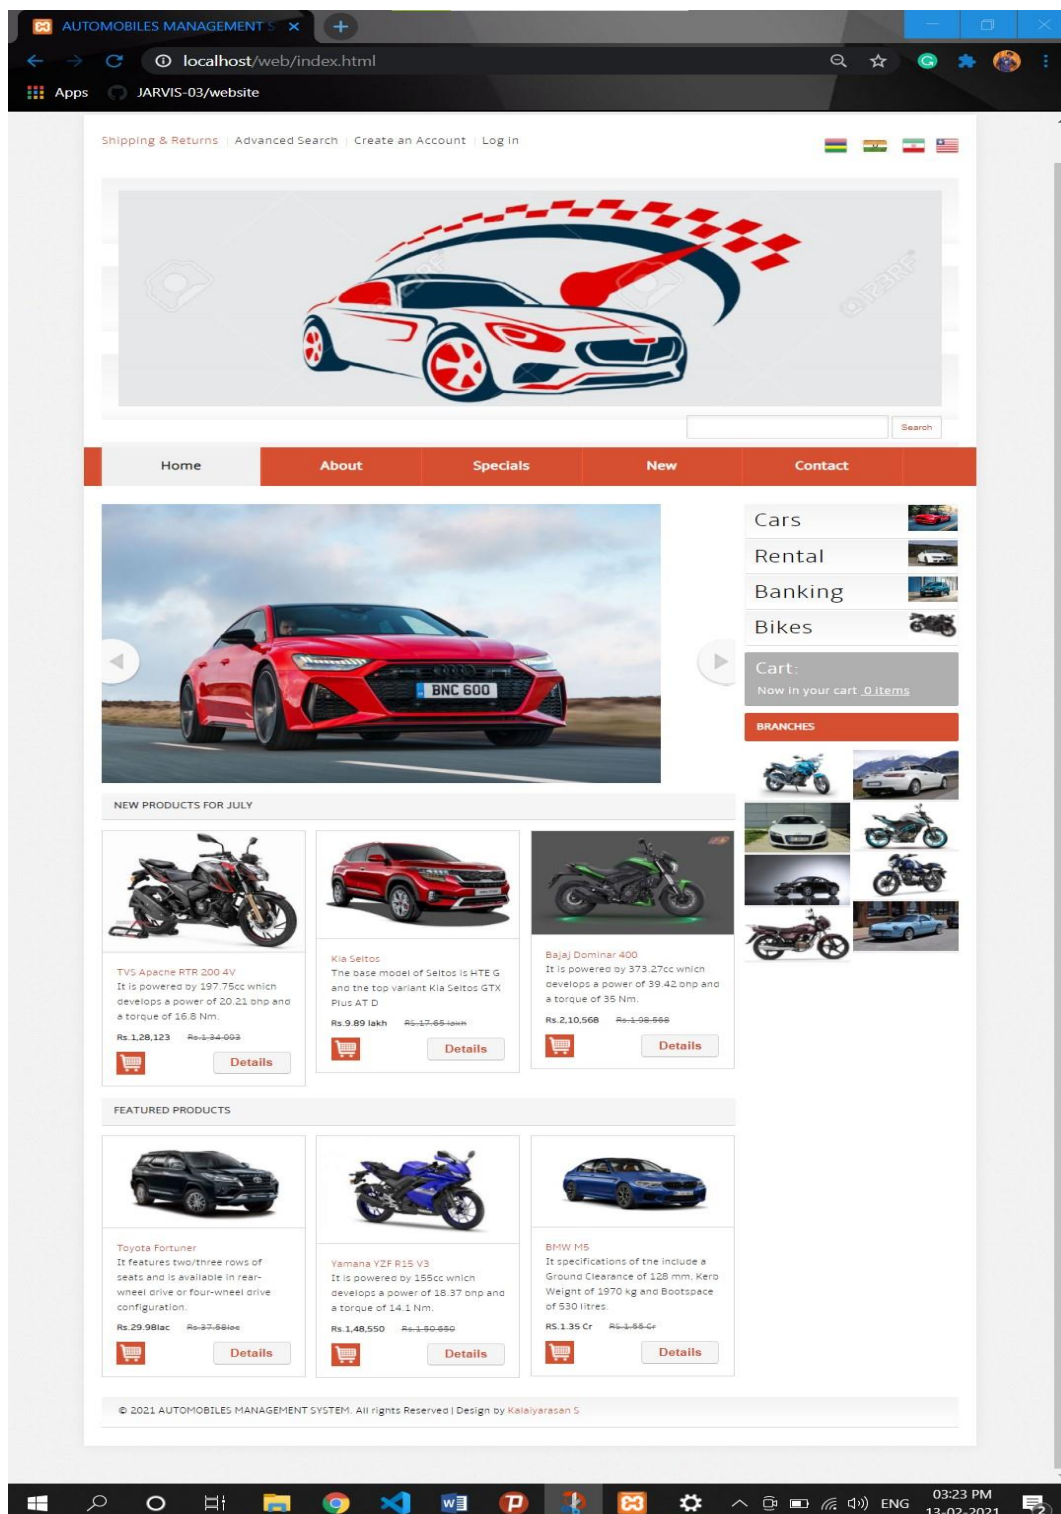 AUTOMOBILES MANAGEMENT S
localhost/web/index.html
Apps JARVIS-03/website
Shipping & Returns Advanced Search Create an Account Log In
123RF
Search
Home About Specials New Contact
BNC 600
Cars
Rental
Banking
Bikes
Cart:
Now in your cart 0 items
BRANCHES
NEW PRODUCTS FOR JULY
TVS Apache RTR 200 4V
It is powered by 197.75cc which
develops a power of 20.21 bhp and
a torque of 16.8 Nm.
Rs.1,28,123 Rs.1,34,093
Details
Kia Seltos
The base model of Seltos is HTE G
and the top variant Kia Seltos GTX
Plus AT D
Rs.9.89 lakh RS.17.65 lakh
Details
Bajaj Dominar 400
It is powered by 373.27cc which
develops a power of 39.42 bhp and
a torque of 35 Nm.
Rs.2,10,568 Rs.1,98,568
Details
FEATURED PRODUCTS
Toyota Fortuner
It features two/three rows of
seats and is available in rear-
wheel drive or four-wheel drive
configuration.
Rs.29.98lac Rs.37.58lac
Details
Yamaha YZF R15 V3
It is powered by 155cc which
develops a power of 18.37 bhp and
a torque of 14.1 Nm.
Rs.1,48,550 Rs.1,50,650
Details
BMW M5
It specifications of the include a
Ground Clearance of 128 mm, Kerb
Weight of 1970 kg and Bootspace
of 530 litres.
RS.1.35 Cr RS.1.55 Cr
Details
© 2021 AUTOMOBILES MANAGEMENT SYSTEM. All rights Reserved | Design by Kalaiyarasan S
ENG
03:23 PM
13-02-2021
2